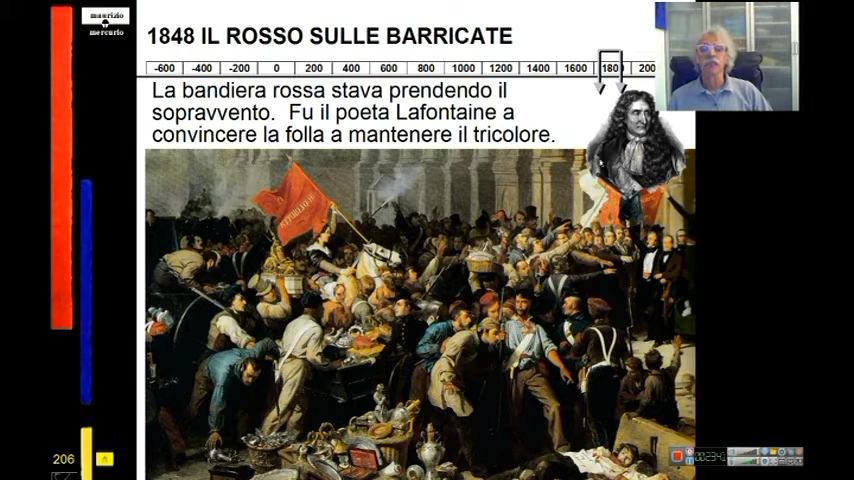 maurizio
mercurio
1848 IL ROSSO SULLE BARRICATE
-600 -400 -200 0 200 400 600 800 1000 1200 1400 1600 180 200
La bandiera rossa stava prendendo il
sopravvento. Fu il poeta Lafontaine a
convincere la folla a mantenere il tricolore.
206